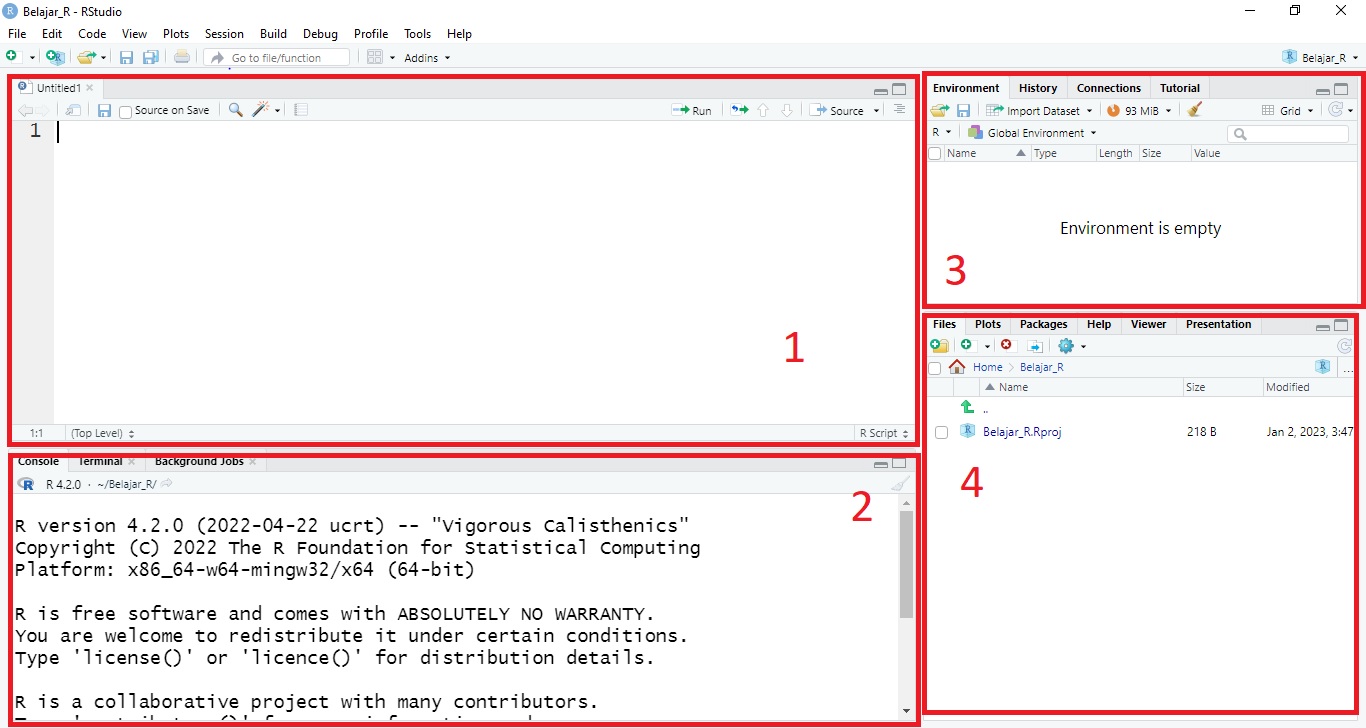 Belajar_R - RStudio
File Edit Code View Plots Session Build Debug Profile Tools Help
Go to file/function Addins Belajar_R
Untitled1
Source on Save Run Source
1
1
1:1 (Top Level) R Script
Console Terminal Background Jobs
R 4.2.0 · ~/Belajar_R/
2
R version 4.2.0 (2022-04-22 ucrt) -- "Vigorous Calisthenics"
Copyright (C) 2022 The R Foundation for Statistical Computing
Platform: x86_64-w64-mingw32/x64 (64-bit)
R is free software and comes with ABSOLUTELY NO WARRANTY.
You are welcome to redistribute it under certain conditions.
Type 'license()' or 'licence()' for distribution details.
R is a collaborative project with many contributors.
Environment History Connections Tutorial
Import Dataset 93 MiB Grid
R Global Environment
Name Type Length Size Value
Environment is empty
3
Files Plots Packages Help Viewer Presentation
Home Belajar_R ...
Name Size Modified
..
Belajar_R.Rproj 218 B Jan 2, 2023, 3:47
4